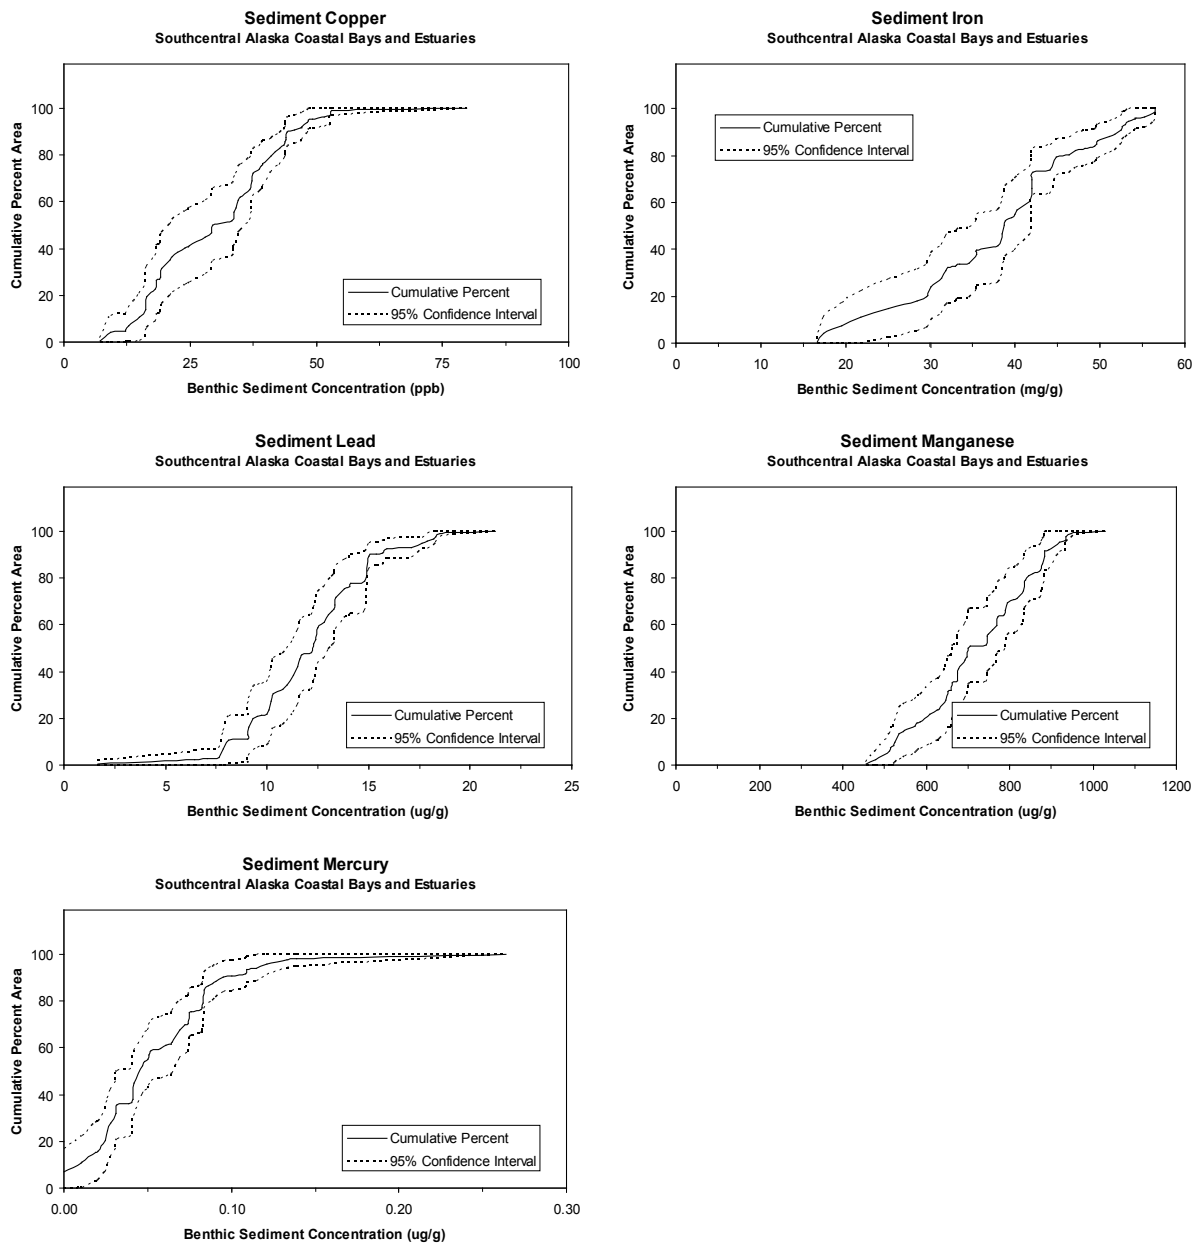 Sediment Copper
Southcentral Alaska Coastal Bays and Estuaries
Cumulative Percent Area
100
80
60
40
20
0
Cumulative Percent
95% Confidence Interval
0 25 50 75 100
Benthic Sediment Concentration (ppb)
Sediment Iron
Southcentral Alaska Coastal Bays and Estuaries
Cumulative Percent Area
100
80
60
40
20
0
Cumulative Percent
95% Confidence Interval
0 10 20 30 40 50 60
Benthic Sediment Concentration (mg/g)
Sediment Lead
Southcentral Alaska Coastal Bays and Estuaries
Cumulative Percent Area
100
80
60
40
20
0
Cumulative Percent
95% Confidence Interval
0 5 10 15 20 25
Benthic Sediment Concentration (ug/g)
Sediment Manganese
Southcentral Alaska Coastal Bays and Estuaries
Cumulative Percent Area
100
80
60
40
20
0
Cumulative Percent
95% Confidence Interval
0 200 400 600 800 1000 1200
Benthic Sediment Concentration (ug/g)
Sediment Mercury
Southcentral Alaska Coastal Bays and Estuaries
Cumulative Percent Area
100
80
60
40
20
0
Cumulative Percent
95% Confidence Interval
0.00 0.10 0.20 0.30
Benthic Sediment Concentration (ug/g)